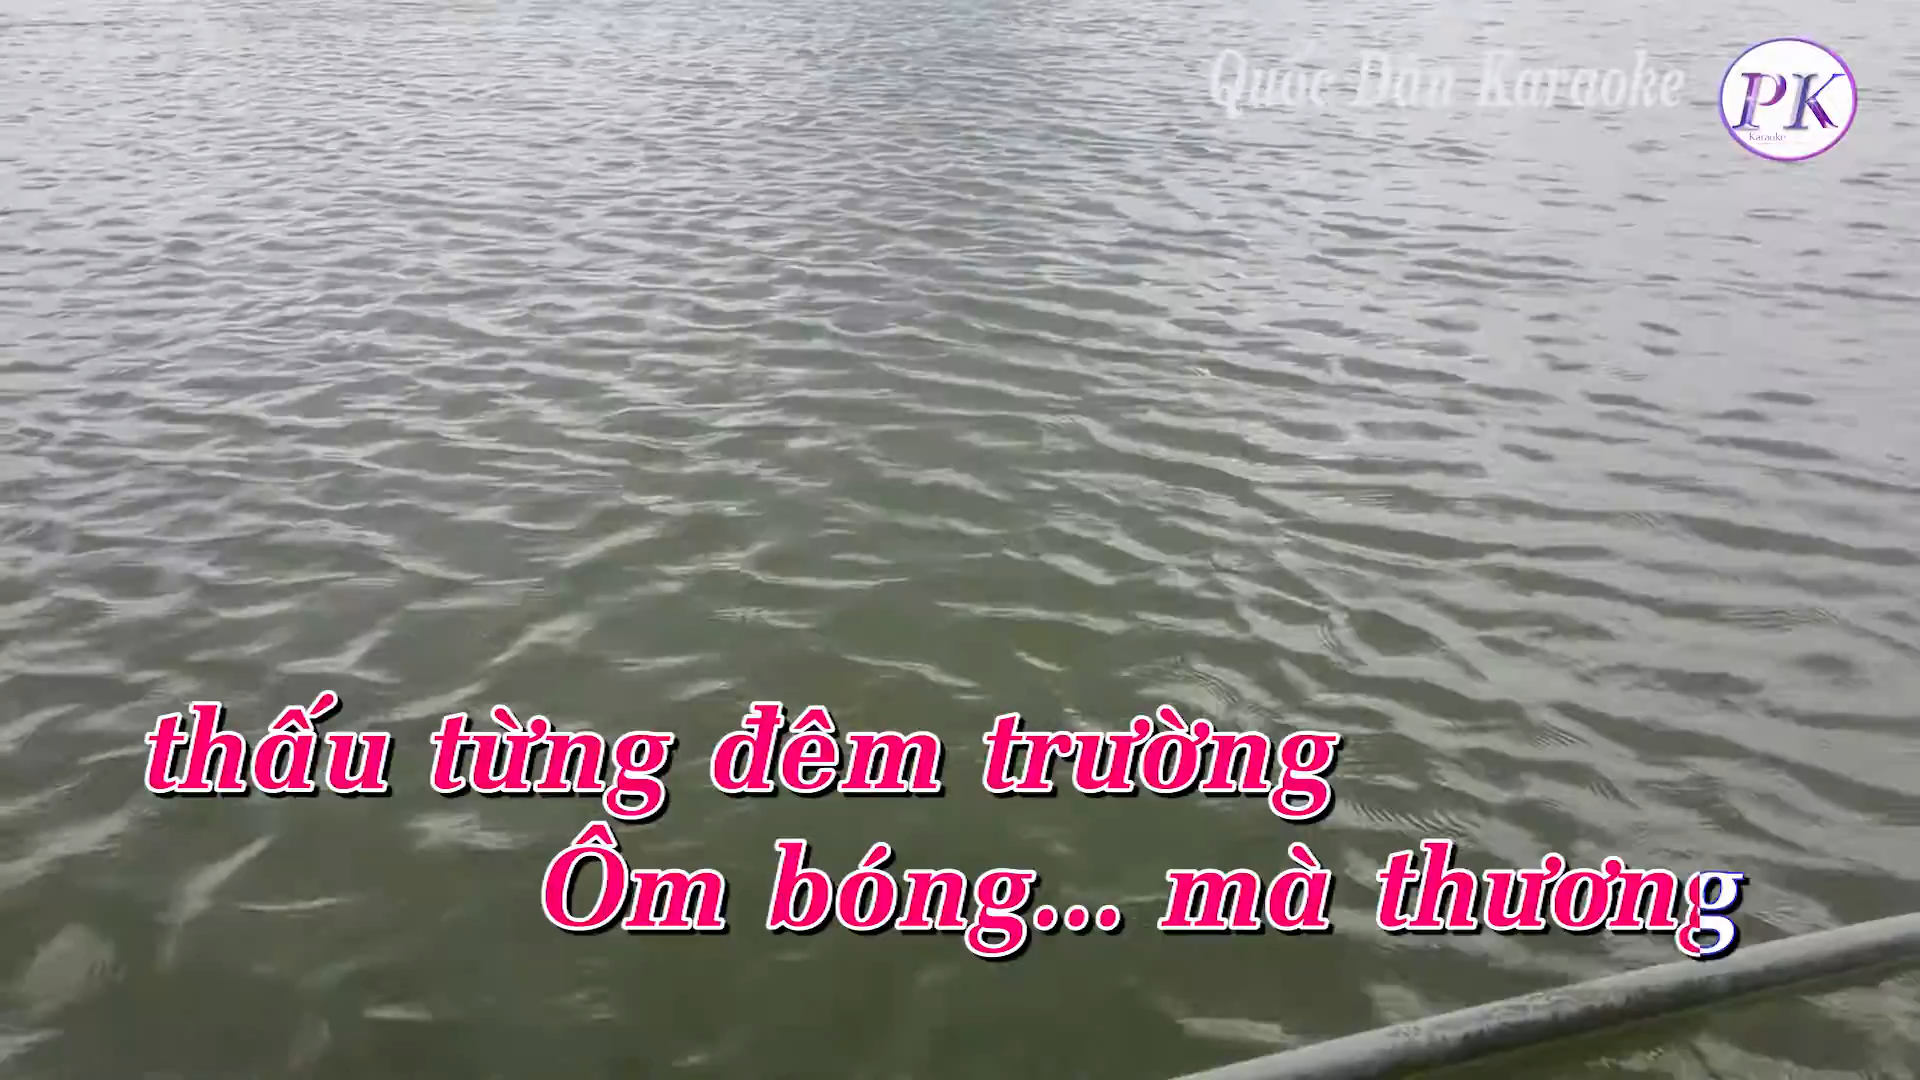 Quốc Dân Karaoke
PK
Karaoke
thấu từng đêm trường
Ôm bóng... mà thương